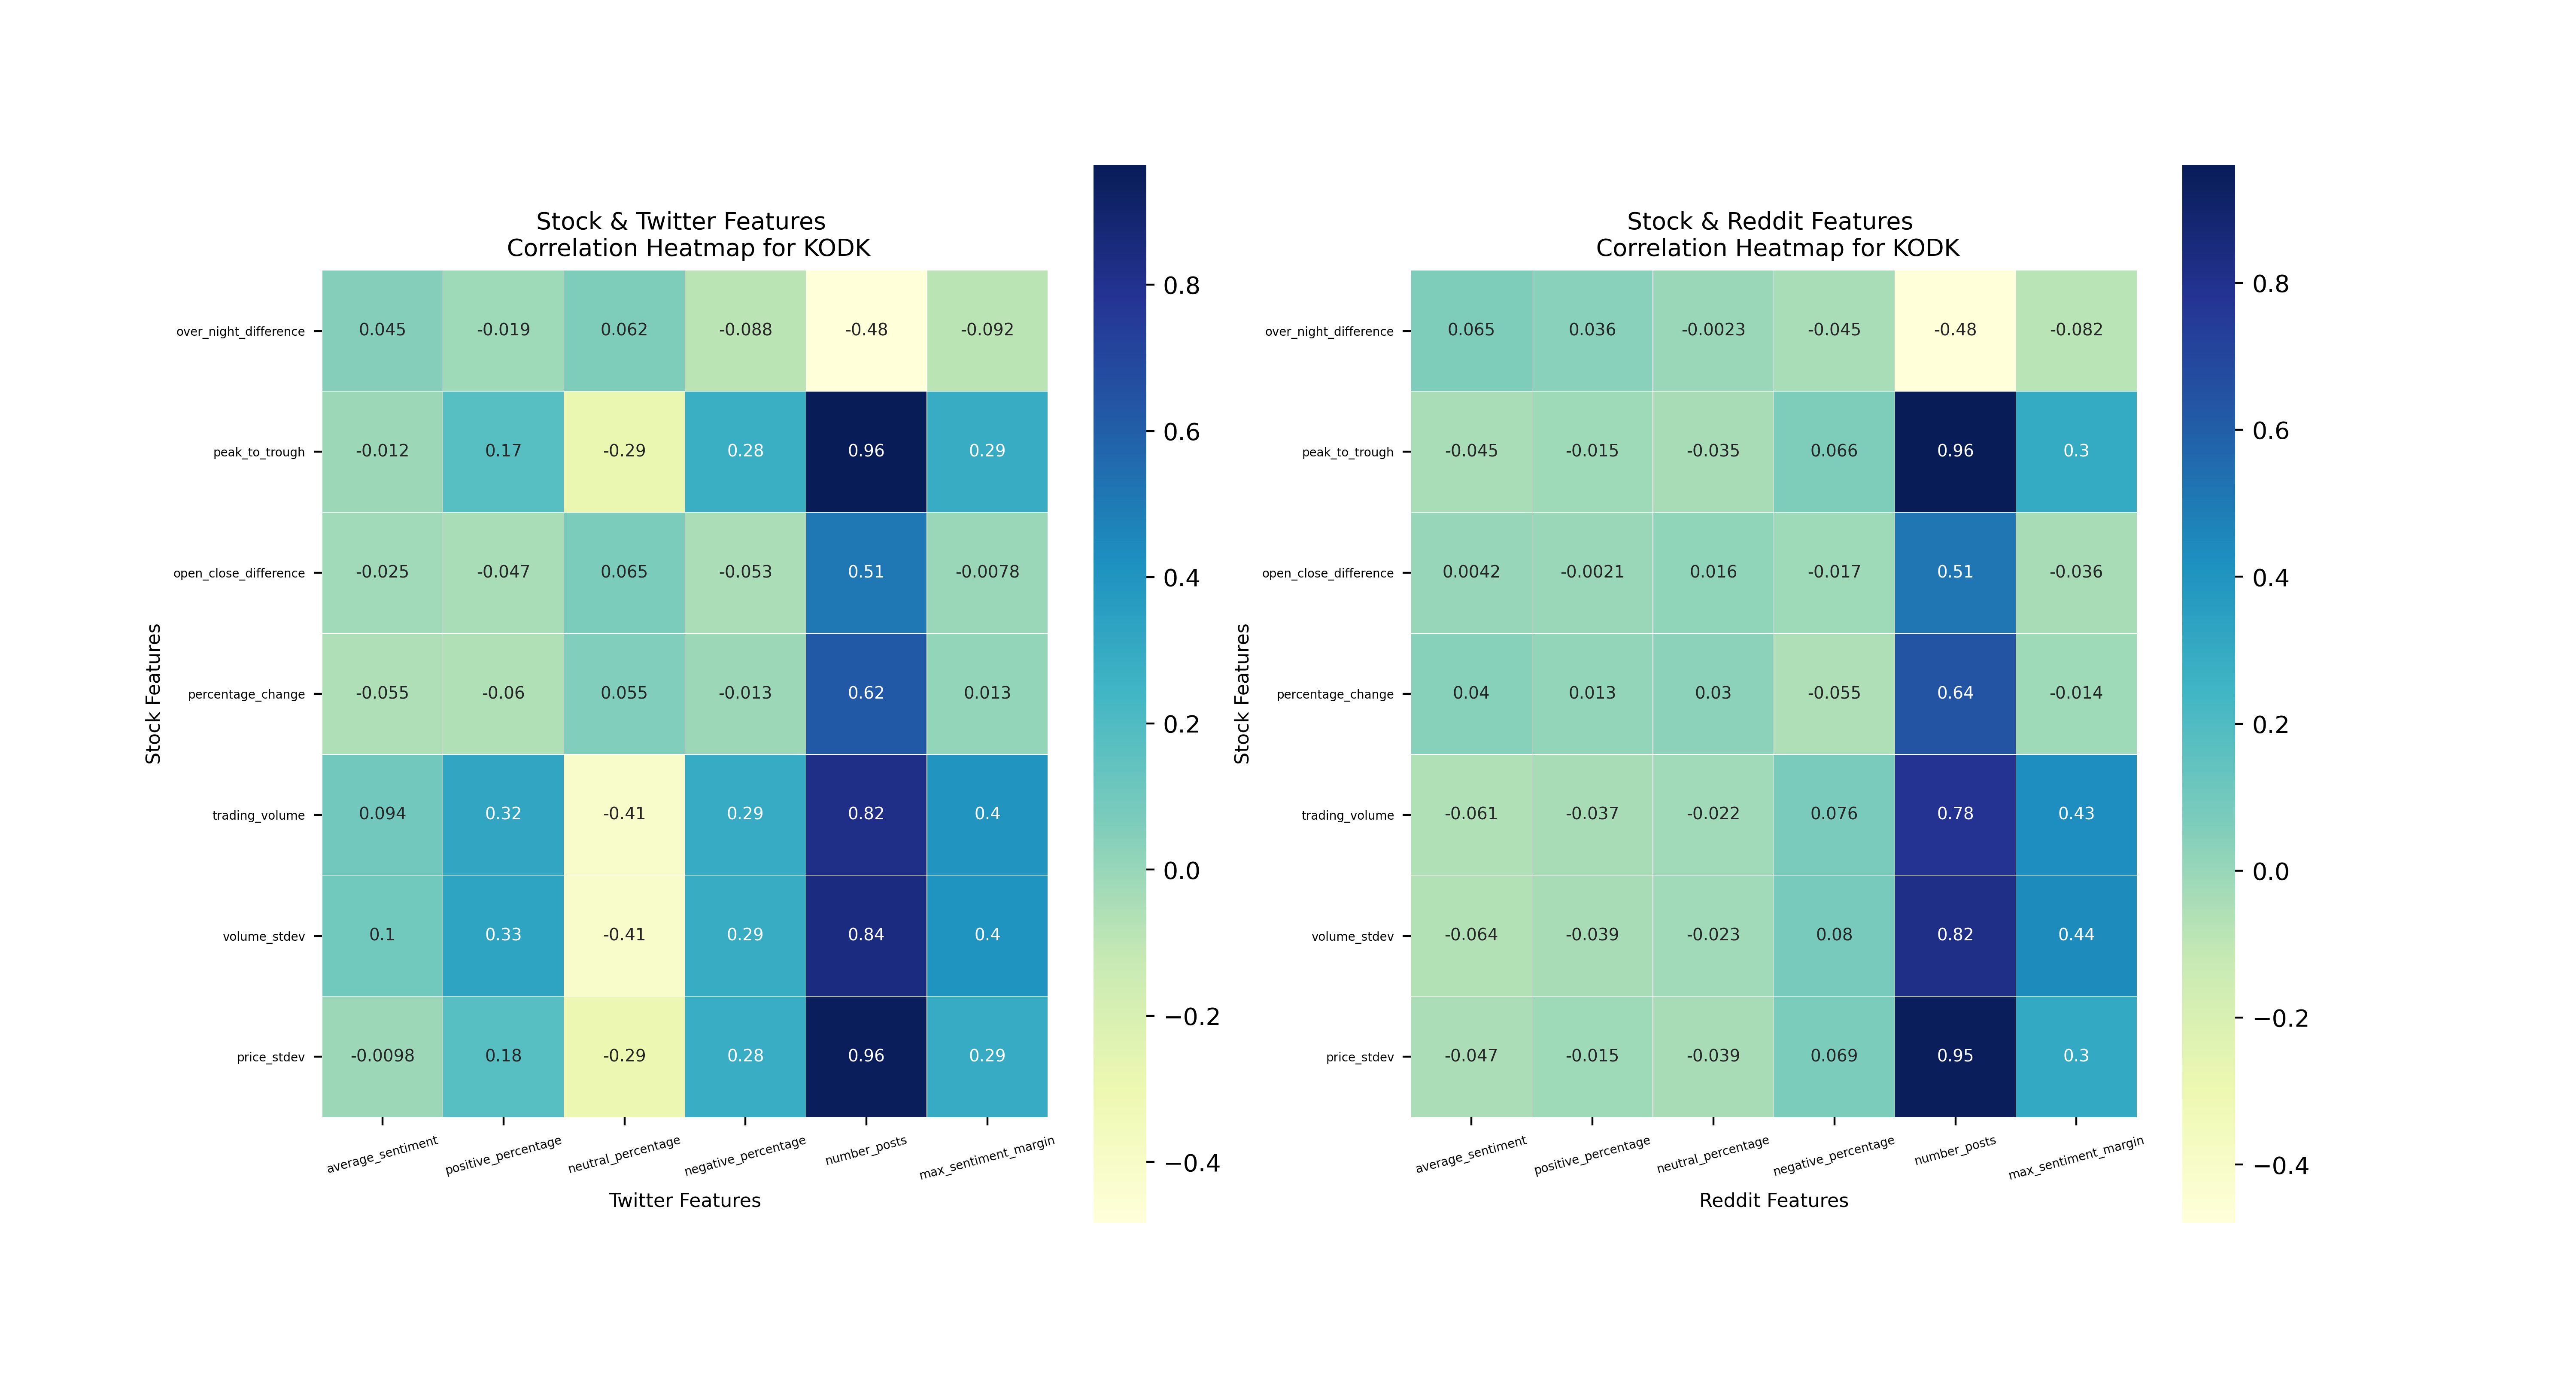 Stock & Twitter Features
Correlation Heatmap for KODK
Stock Features
over_night_difference 0.045 -0.019 0.062 -0.088 -0.48 -0.092
peak_to_trough -0.012 0.17 -0.29 0.28 0.96 0.29
open_close_difference -0.025 -0.047 0.065 -0.053 0.51 -0.0078
percentage_change -0.055 -0.06 0.055 -0.013 0.62 0.013
trading_volume 0.094 0.32 -0.41 0.29 0.82 0.4
volume_stdev 0.1 0.33 -0.41 0.29 0.84 0.4
price_stdev -0.0098 0.18 -0.29 0.28 0.96 0.29
average_sentiment positive_percentage neutral_percentage negative_percentage number_posts max_sentiment_margin
Twitter Features
0.8
0.6
0.4
0.2
0.0
−0.2
−0.4
Stock & Reddit Features
Correlation Heatmap for KODK
Stock Features
over_night_difference 0.065 0.036 -0.0023 -0.045 -0.48 -0.082
peak_to_trough -0.045 -0.015 -0.035 0.066 0.96 0.3
open_close_difference 0.0042 -0.0021 0.016 -0.017 0.51 -0.036
percentage_change 0.04 0.013 0.03 -0.055 0.64 -0.014
trading_volume -0.061 -0.037 -0.022 0.076 0.78 0.43
volume_stdev -0.064 -0.039 -0.023 0.08 0.82 0.44
price_stdev -0.047 -0.015 -0.039 0.069 0.95 0.3
average_sentiment positive_percentage neutral_percentage negative_percentage number_posts max_sentiment_margin
Reddit Features
0.8
0.6
0.4
0.2
0.0
−0.2
−0.4